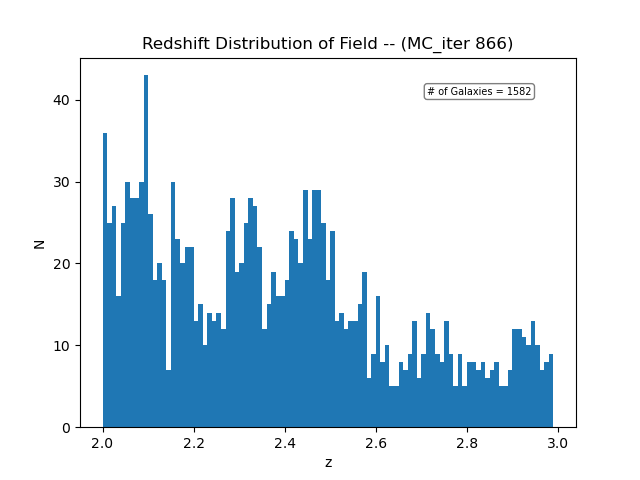 Redshift Distribution of Field -- (MC_iter 866)
# of Galaxies = 1582
N
40
30
20
10
0
2.0 2.2 2.4 2.6 2.8 3.0
z